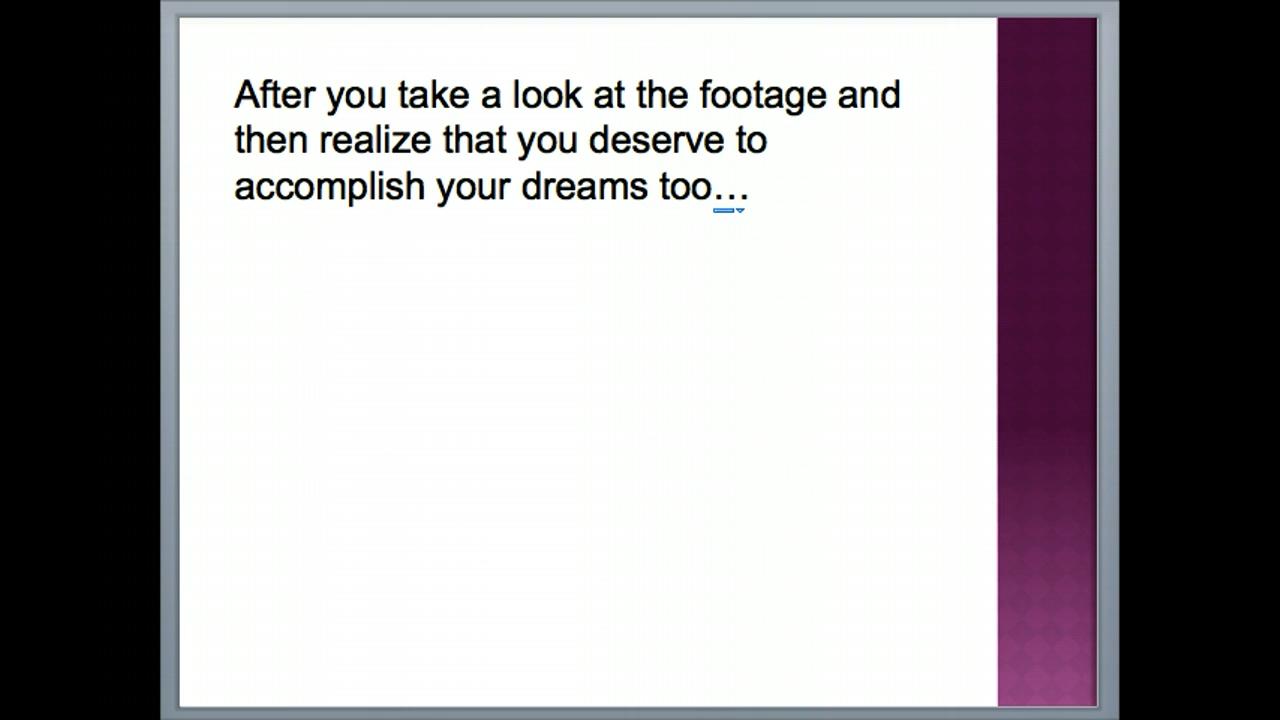 After you take a look at the footage and
then realize that you deserve to
accomplish your dreams too…